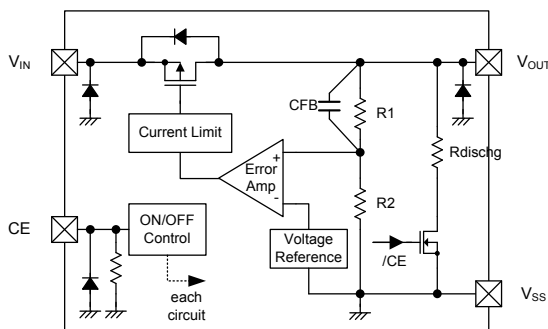 VIN
VOUT
CFB
R1
Rdischg
Current Limit
+
Error
Amp
-
R2
CE
ON/OFF
Control
Voltage
Reference
/CE
each
circuit
VSS